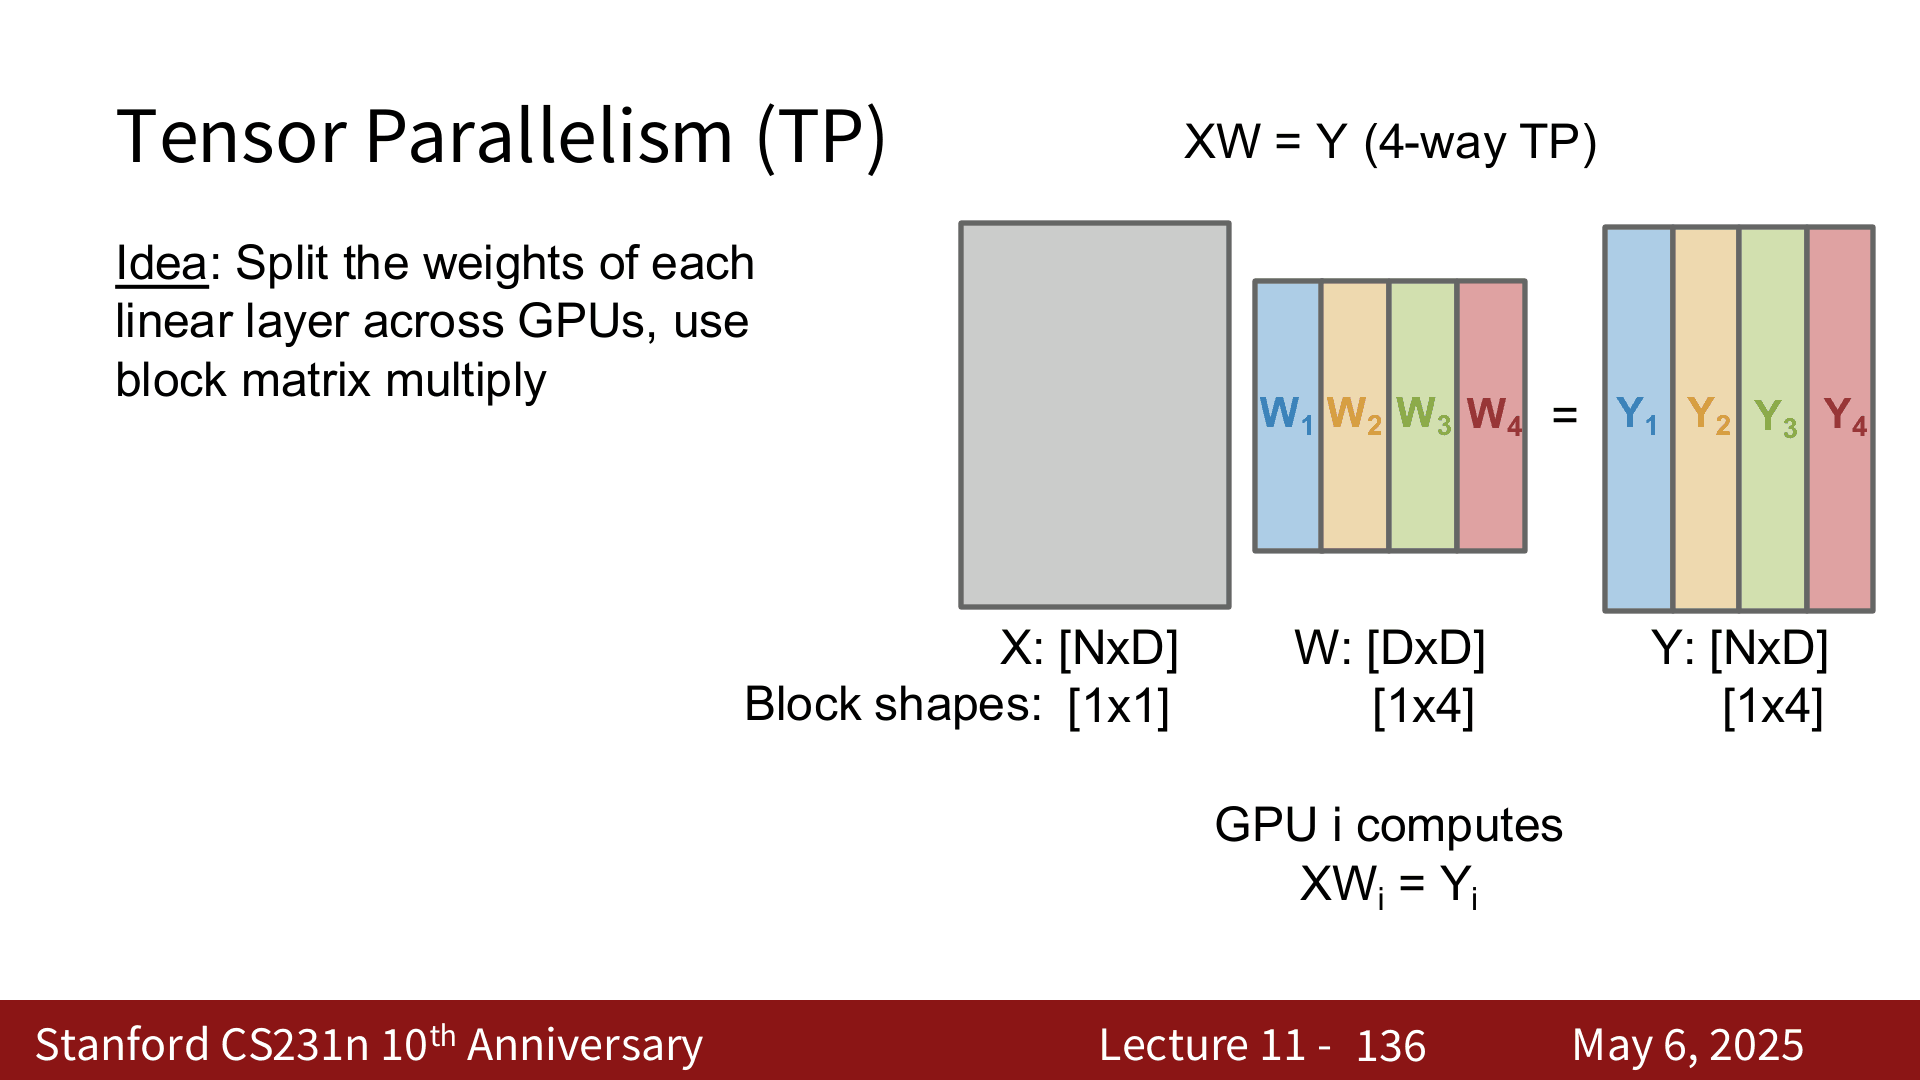 Tensor Parallelism (TP)
Idea: Split the weights of each
linear layer across GPUs, use
block matrix multiply
XW = Y (4-way TP)
W₁ W₂ W₃ W₄ = Y₁ Y₂ Y₃ Y₄
X: [NxD] W: [DxD] Y: [NxD]
Block shapes: [1x1] [1x4] [1x4]
GPU i computes
XWᵢ = Yᵢ
Stanford CS231n 10th Anniversary Lecture 11 - 136 May 6, 2025